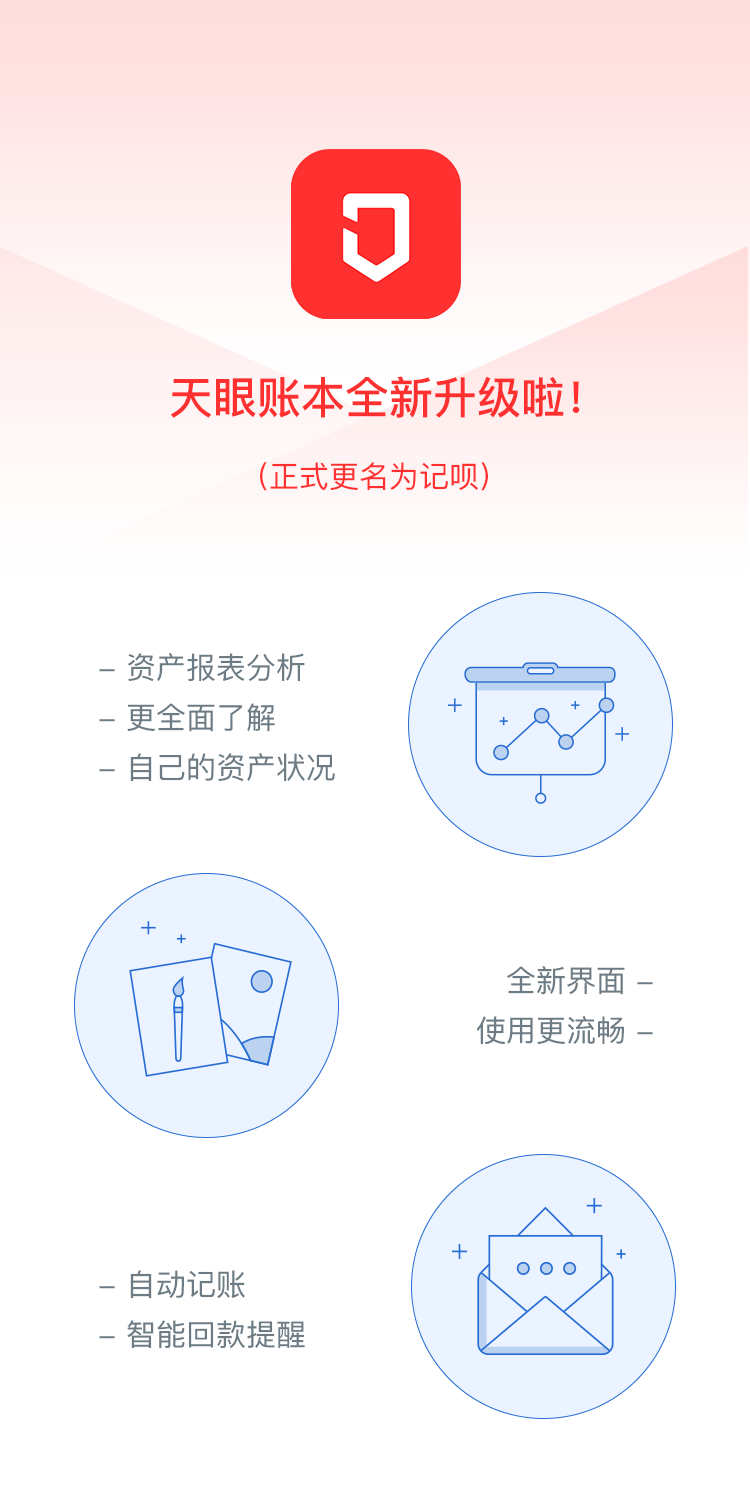 天眼账本全新升级啦!
(正式更名为记呗)
– 资产报表分析
– 更全面了解
– 自己的资产状况
全新界面 –
使用更流畅 –
– 自动记账
– 智能回款提醒